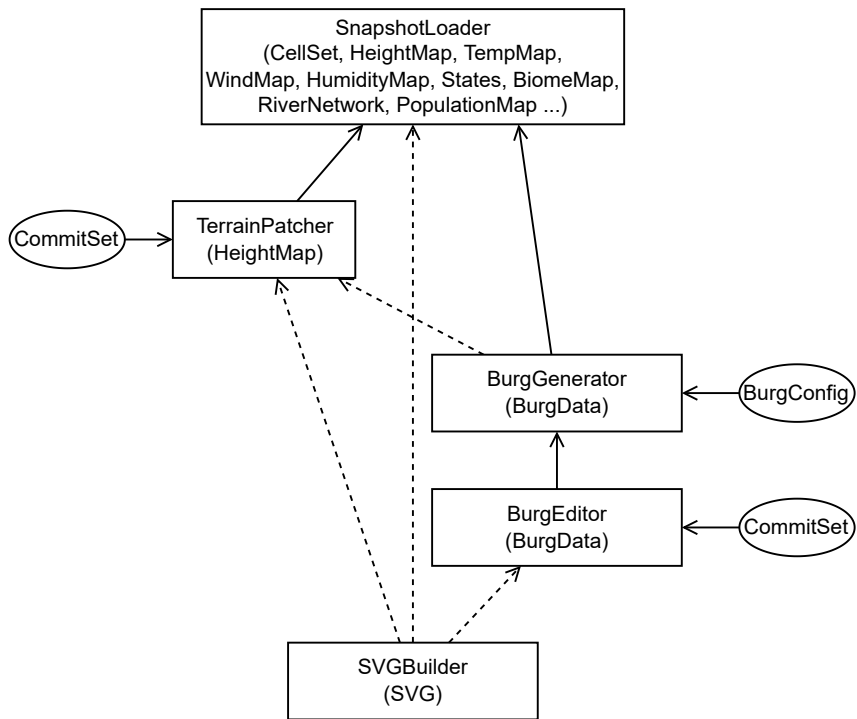 SnapshotLoader
(CellSet, HeightMap, TempMap,
WindMap, HumidityMap, States, BiomeMap,
RiverNetwork, PopulationMap ...)
CommitSet
TerrainPatcher
(HeightMap)
BurgGenerator
(BurgData)
BurgConfig
BurgEditor
(BurgData)
CommitSet
SVGBuilder
(SVG)